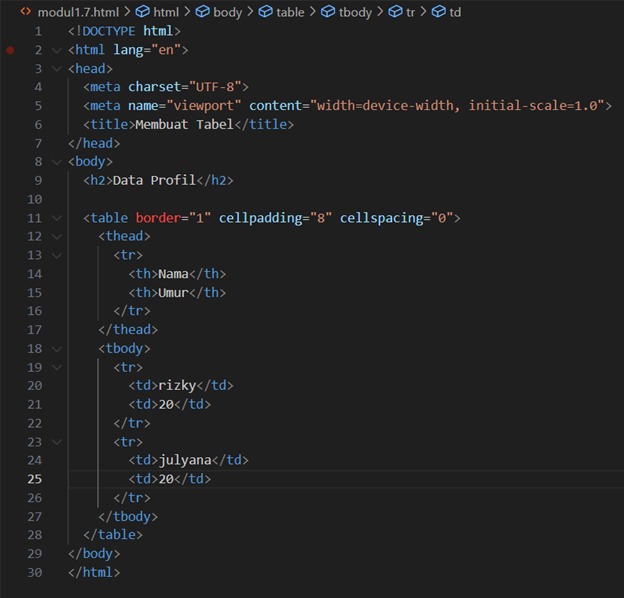 modul1.7.html > html > body > table > tbody > tr > td
1 <!DOCTYPE html>
2 <html lang="en">
3 <head>
4 <meta charset="UTF-8">
5 <meta name="viewport" content="width=device-width, initial-scale=1.0">
6 <title>Membuat Tabel</title>
7 </head>
8 <body>
9 <h2>Data Profil</h2>
10
11 <table border="1" cellpadding="8" cellspacing="0">
12 <thead>
13 <tr>
14 <th>Nama</th>
15 <th>Umur</th>
16 </tr>
17 </thead>
18 <tbody>
19 <tr>
20 <td>rizky</td>
21 <td>20</td>
22 </tr>
23 <tr>
24 <td>julyana</td>
25 <td>20</td>
26 </tr>
27 </tbody>
28 </table>
29 </body>
30 </html>